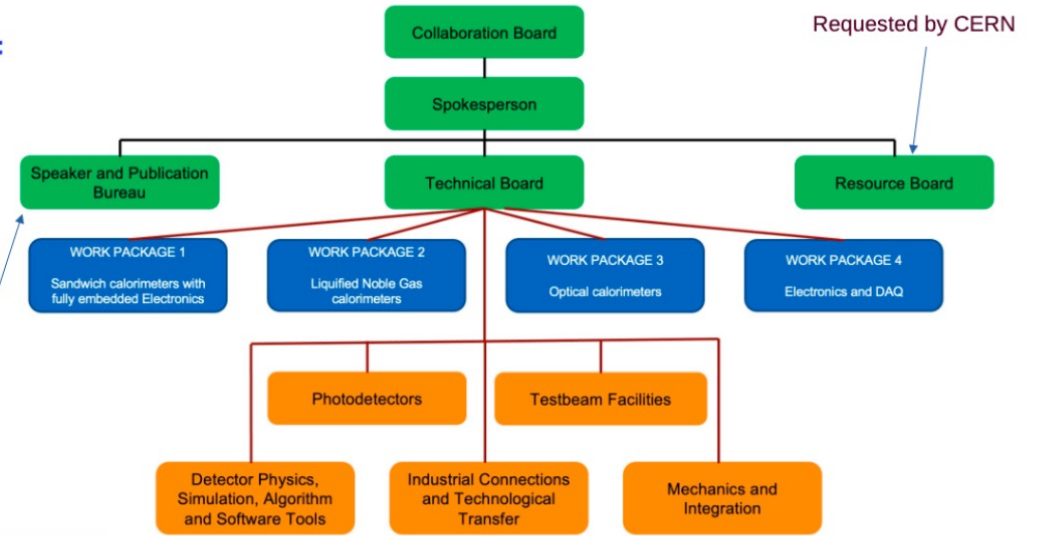 Requested by CERN
Collaboration Board
:
Spokesperson
Speaker and Publication
Bureau
Technical Board
Resource Board
WORK PACKAGE 1
Sandwich calorimeters with
fully embedded Electronics
WORK PACKAGE 2
Liquified Noble Gas
calorimeters
WORK PACKAGE 3
Optical calorimeters
WORK PACKAGE 4
Electronics and DAQ
Photodetectors
Testbeam Facilities
Detector Physics,
Simulation, Algorithm
and Software Tools
Industrial Connections
and Technological
Transfer
Mechanics and
Integration